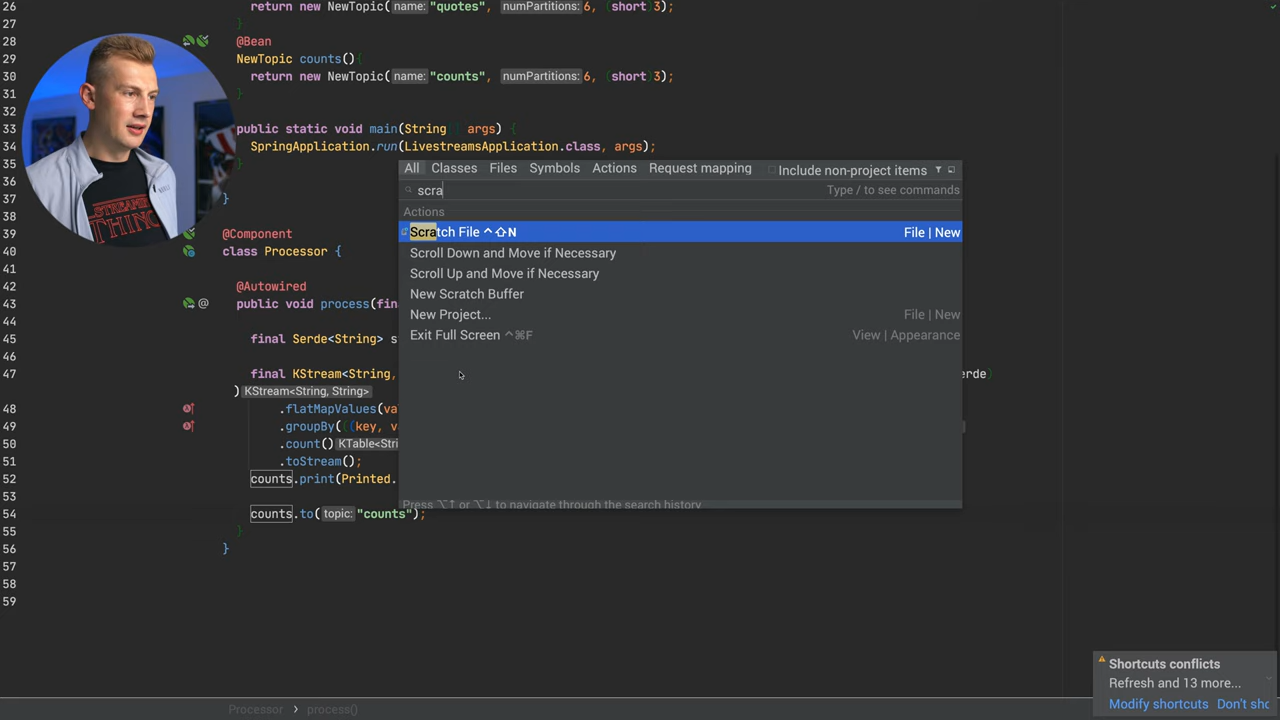 26 return new NewTopic( name: "quotes", numPartitions: 6, (short) 3);
27 }
28 @Bean
29 NewTopic counts(){
30 return new NewTopic( name: "counts", numPartitions: 6, (short) 3);
31 }
32
33 public static void main(String[] args) {
34 SpringApplication.run(LivestreamsApplication.class, args);
35 }
36
37 }
38
39 @Component
40 class Processor {
41
42 @Autowired
43 public void process(fin
44
45 final Serde<String> s
46
47 final KStream<String, erde)
) KStream<String, String>
48 .flatMapValues(va
49 .groupBy((key, v
50 .count() KTable<Stri
51 .toStream();
52 counts.print(Printed.
53
54 counts.to( topic: "counts");
55 }
56 }
57
58
59
All Classes Files Symbols Actions Request mapping Include non-project items
scra Type / to see commands
Actions
Scratch File ^⇧N File | New
Scroll Down and Move if Necessary
Scroll Up and Move if Necessary
New Scratch Buffer
New Project... File | New
Exit Full Screen ^⌘F View | Appearance
Press ⌥↑ or ⌥↓ to navigate through the search history
STREAMING
THING
Shortcuts conflicts
Refresh and 13 more...
Modify shortcuts Don't sho
Processor › process()